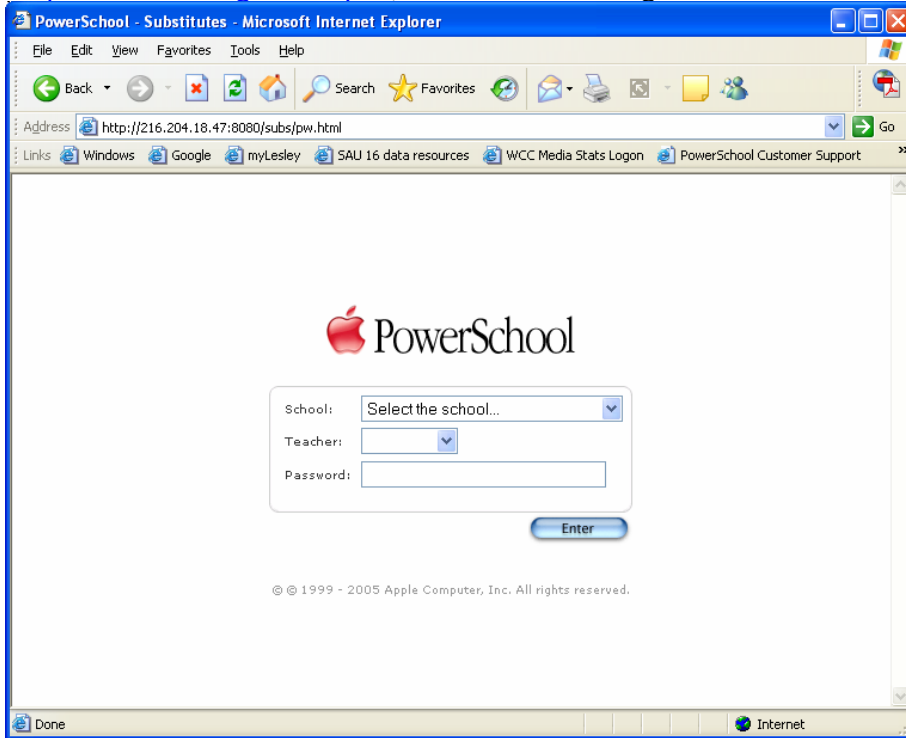 PowerSchool - Substitutes - Microsoft Internet Explorer
File Edit View Favorites Tools Help
Back Search Favorites
Address http://216.204.18.47:8080/subs/pw.html Go
Links Windows Google myLesley SAU 16 data resources WCC Media Stats Logon PowerSchool Customer Support »
PowerSchool
School: Select the school...
Teacher:
Password:
Enter
© © 1999 - 2005 Apple Computer, Inc. All rights reserved.
Done Internet